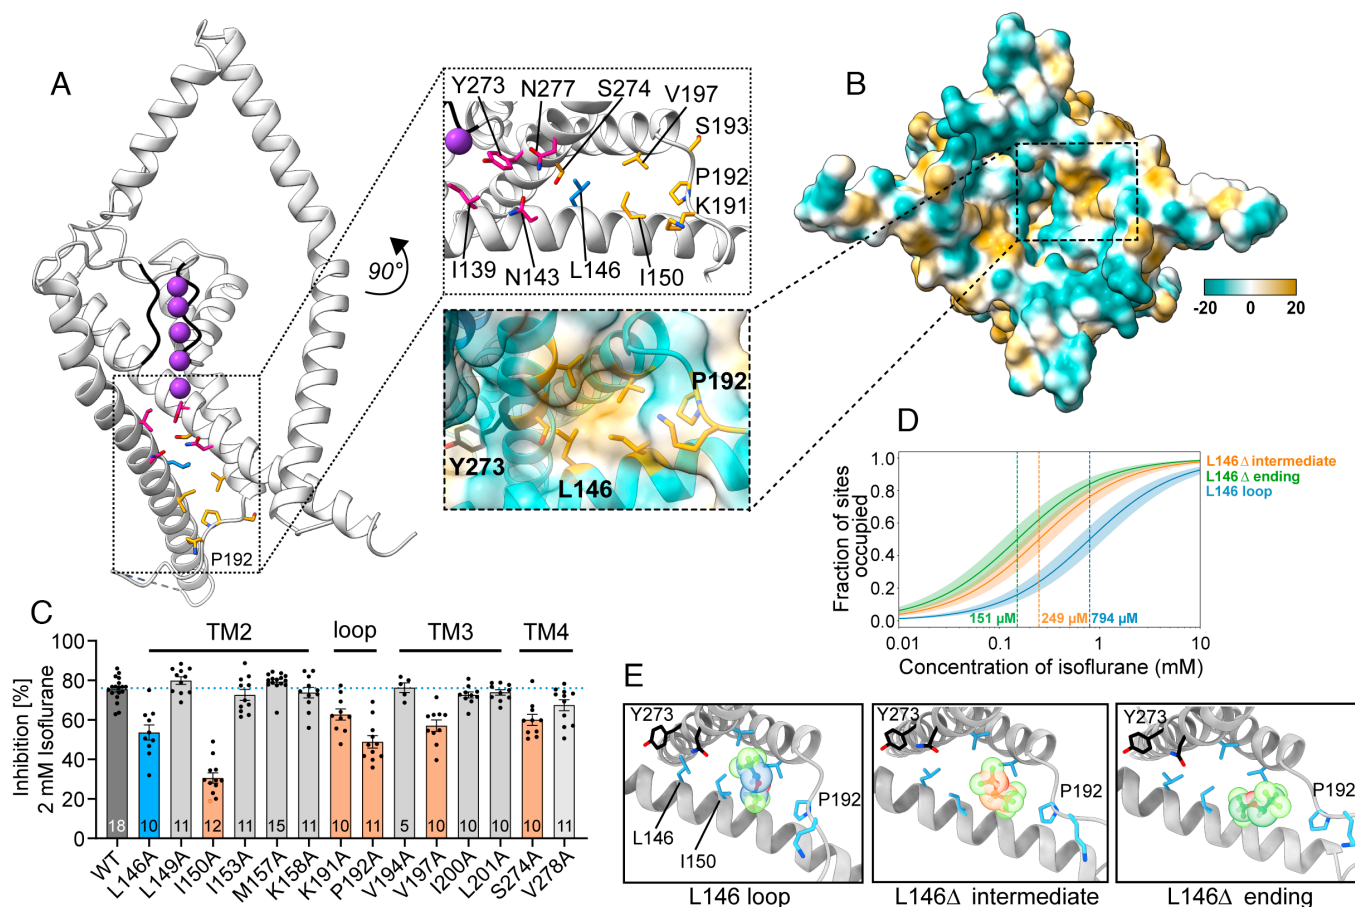 A
90°
P192
Y273
N277
S274
V197
S193
P192
K191
I139
N143
L146
I150
P192
Y273
L146
B
-20 0 20
C
TM2 loop TM3 TM4
Inhibition [%]
2 mM Isoflurane
100
80
60
40
20
0
18 10 11 12 11 15 11 10 11 5 10 10 10 10 11
WT L146A L149A I150A I153A M157A K158A K191A P192A V194A V197A I200A L201A S274A V278A
D
Fraction of sites
occupied
1.0
0.8
0.6
0.4
0.2
0.0
151 µM 249 µM 794 µM
0.01 0.1 1 10
Concentration of isoflurane (mM)
L146Δ intermediate
L146Δ ending
L146 loop
E
Y273
P192
L146
I150
L146 loop
Y273
P192
L146Δ intermediate
Y273
P192
L146Δ ending